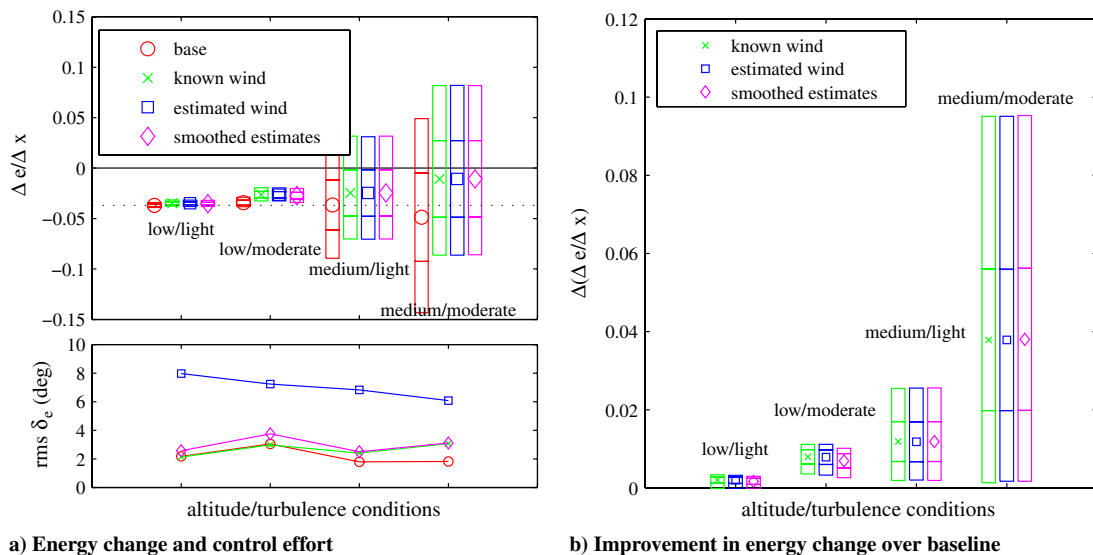 0.15
0.1
0.05
0
−0.05
−0.1
−0.15
Δ e/Δ x
base
known wind
estimated wind
smoothed estimates
low/light
low/moderate
medium/light
medium/moderate
10
8
6
4
2
0
rms δ_e (deg)
altitude/turbulence conditions
a) Energy change and control effort
0.12
0.1
0.08
0.06
0.04
0.02
0
Δ(Δ e/Δ x)
known wind
estimated wind
smoothed estimates
medium/moderate
medium/light
low/moderate
low/light
altitude/turbulence conditions
b) Improvement in energy change over baseline